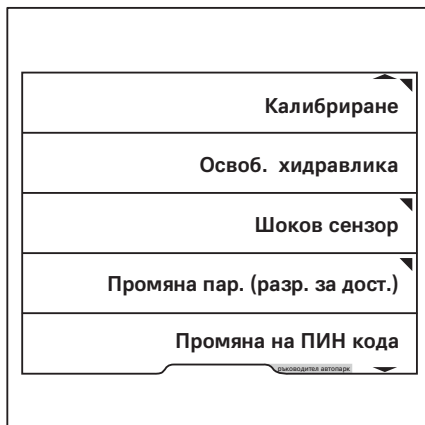 Калибриране
Освоб. хидравлика
Шоков сензор
Промяна пар. (разр. за дост.)
Промяна на ПИН кода
ръководител автопарк